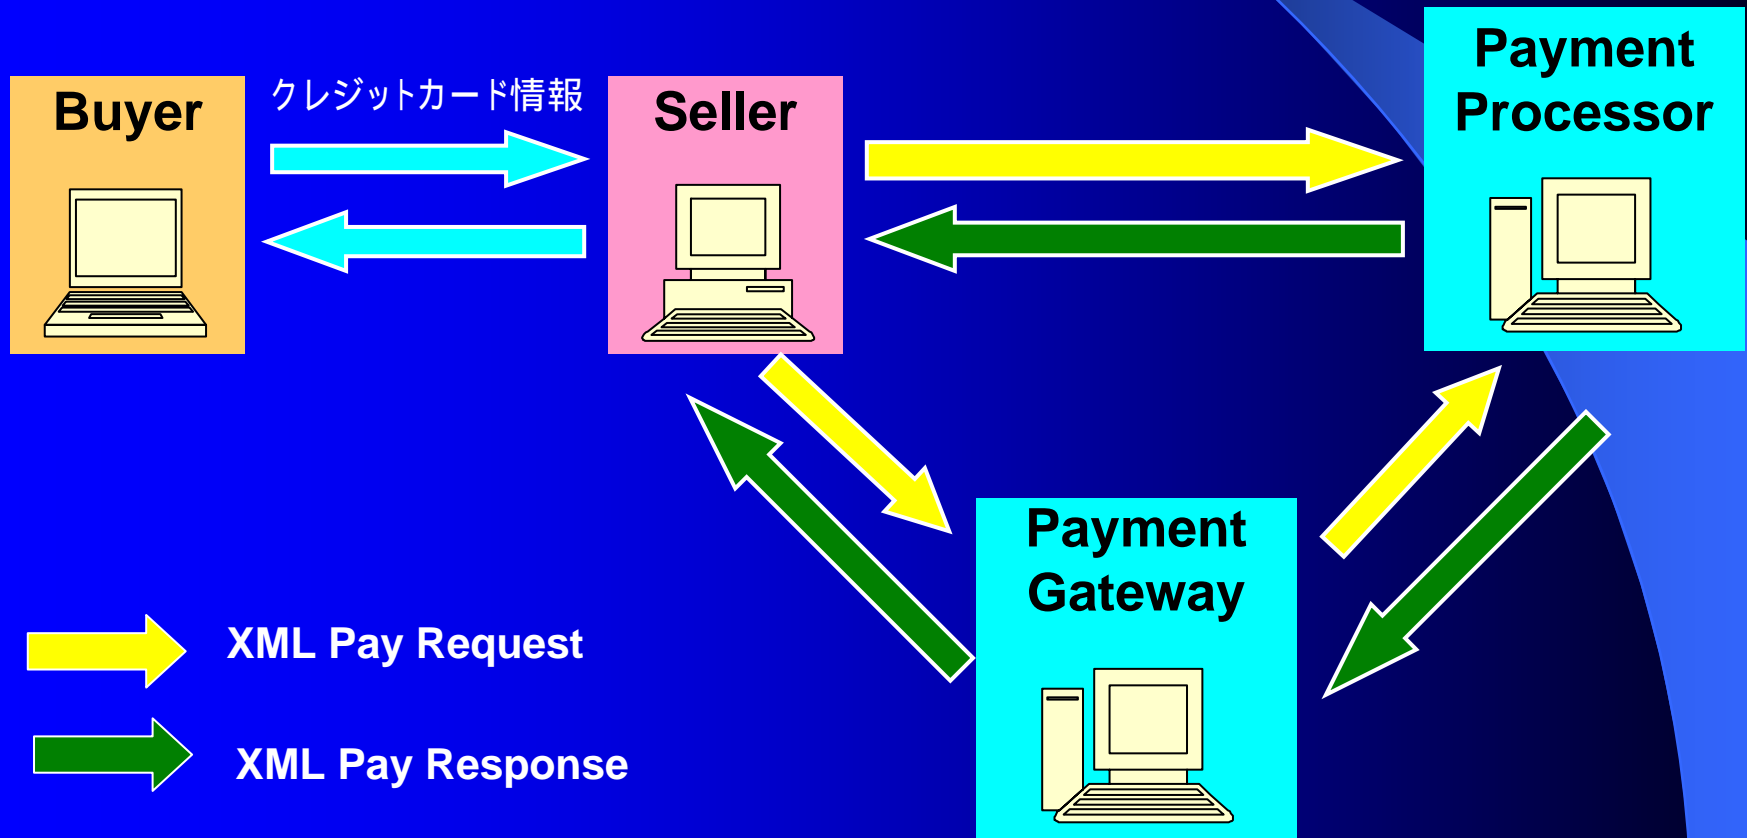 Buyer
クレジットカード情報
Seller
Payment
Processor
Payment
Gateway
XML Pay Request
XML Pay Response